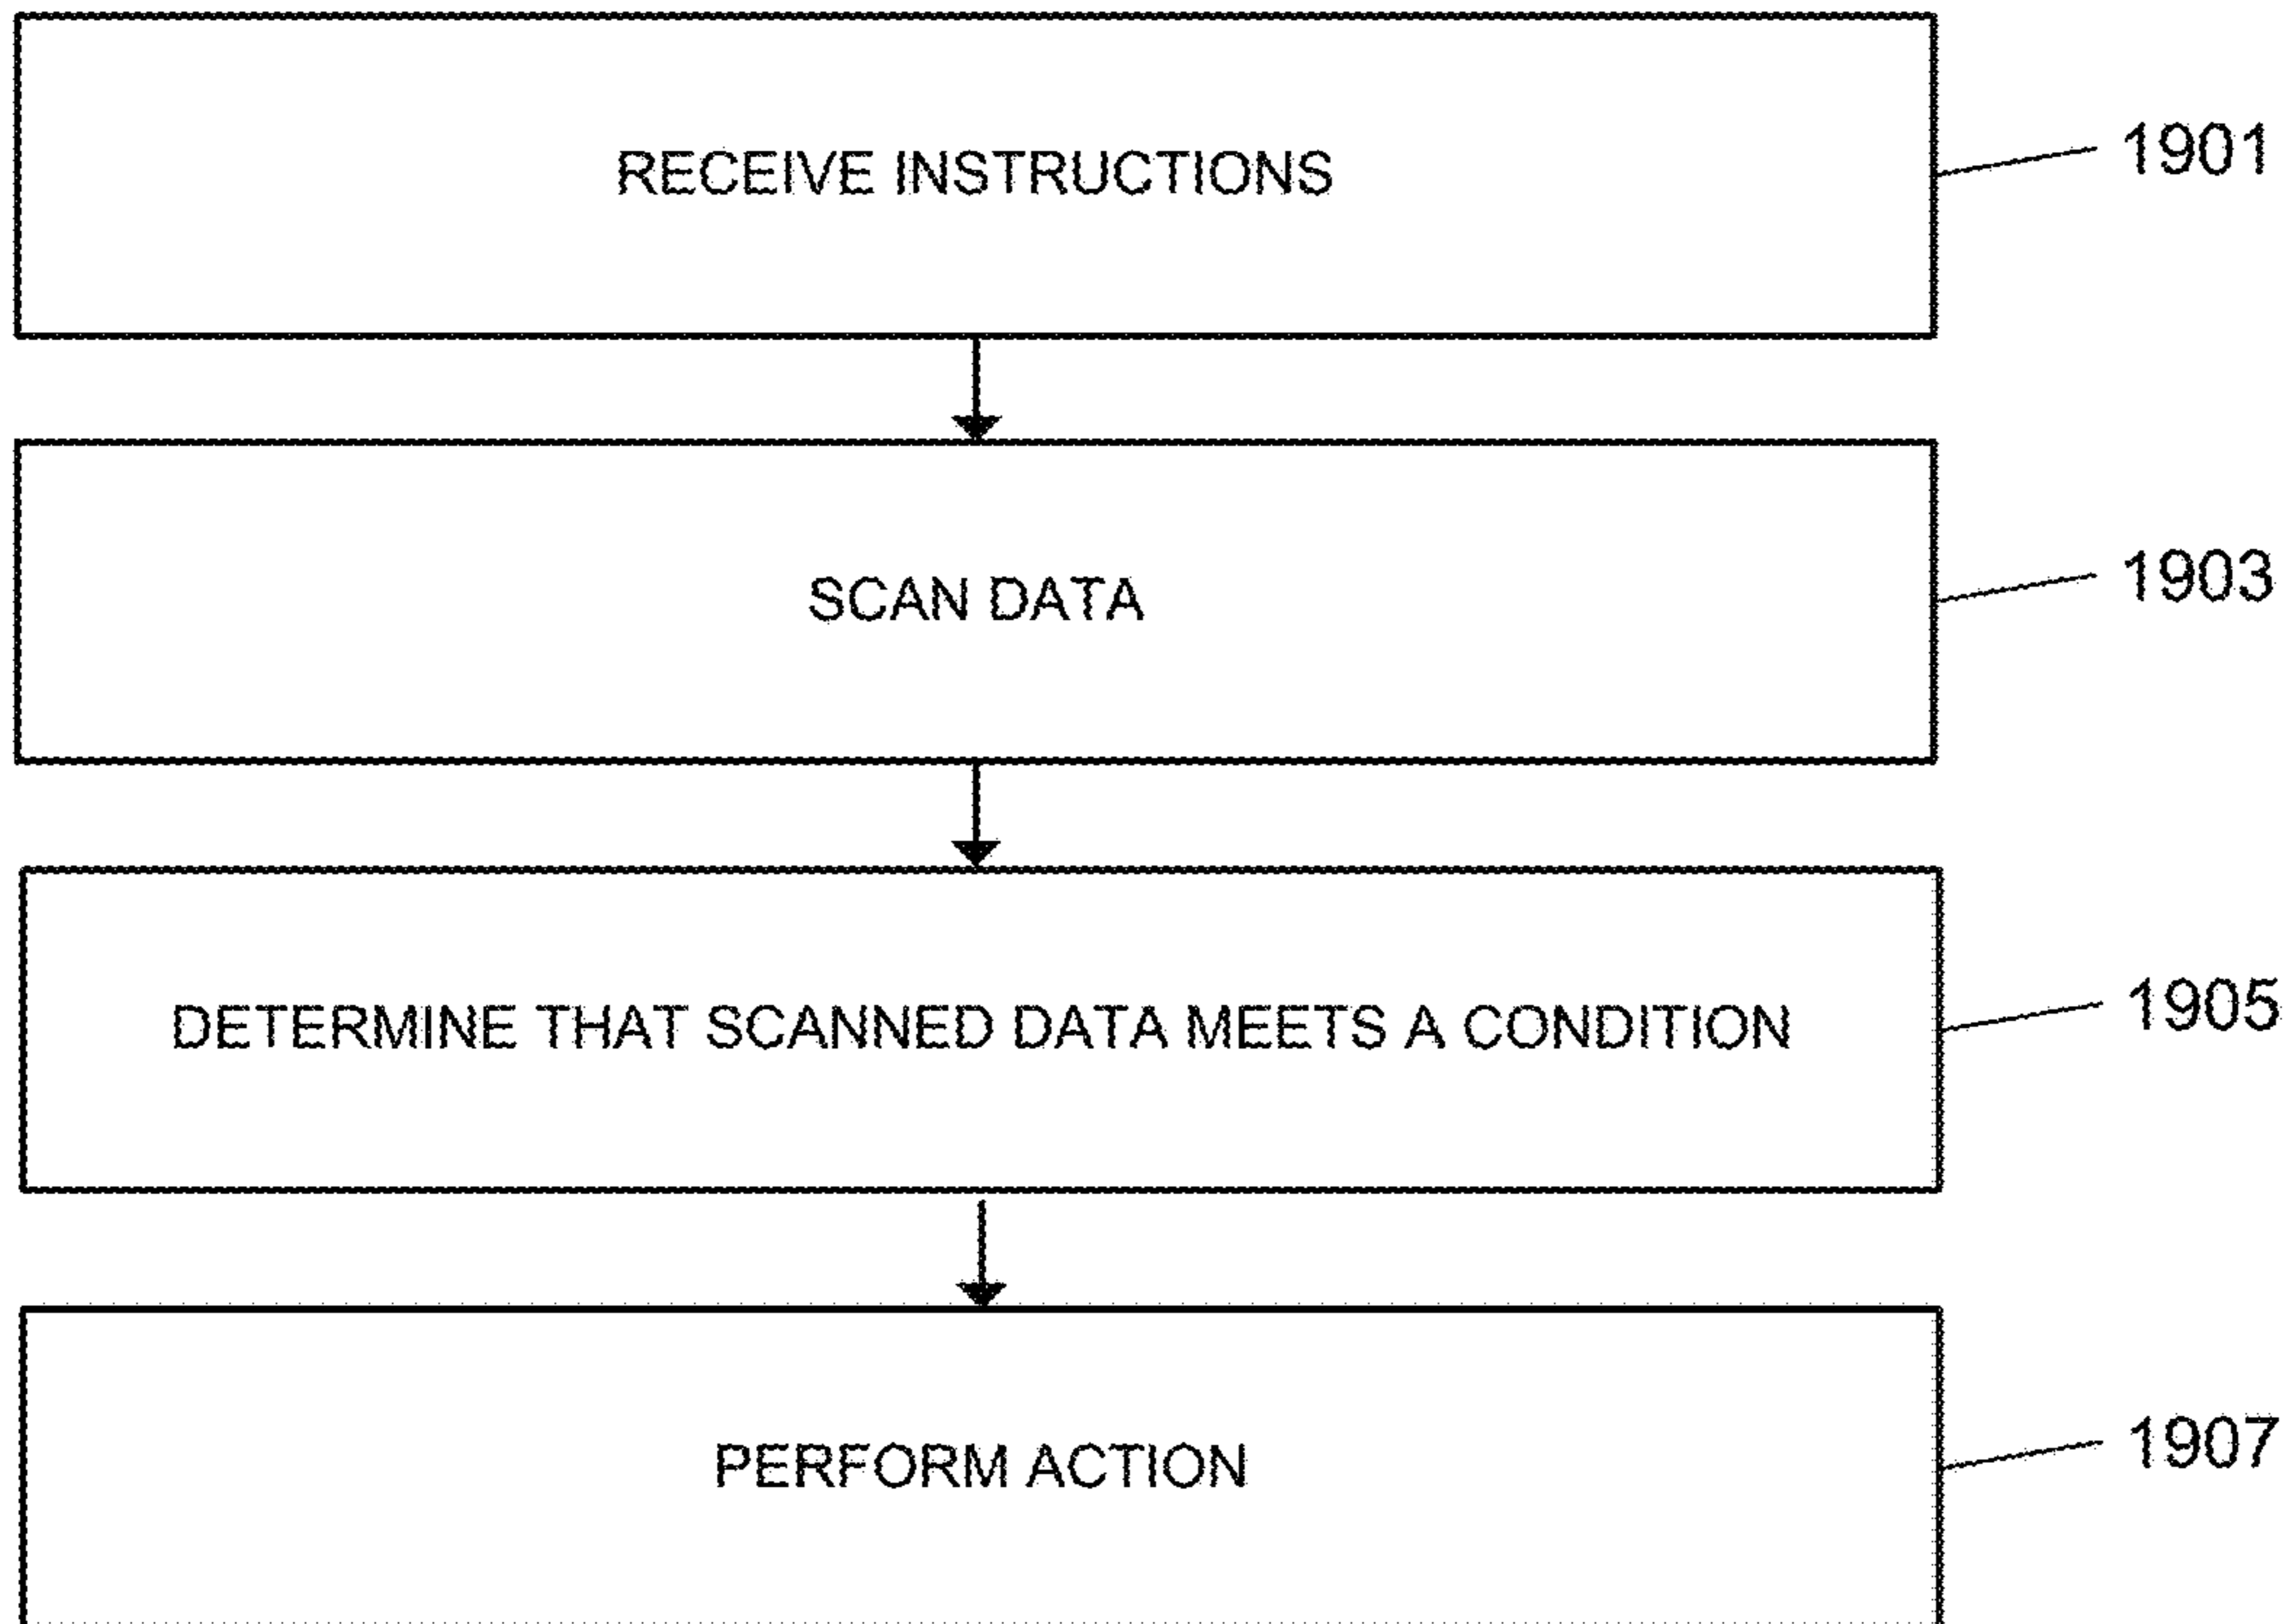 RECEIVE INSTRUCTIONS
1901
SCAN DATA
1903
DETERMINE THAT SCANNED DATA MEETS A CONDITION
1905
PERFORM ACTION
1907